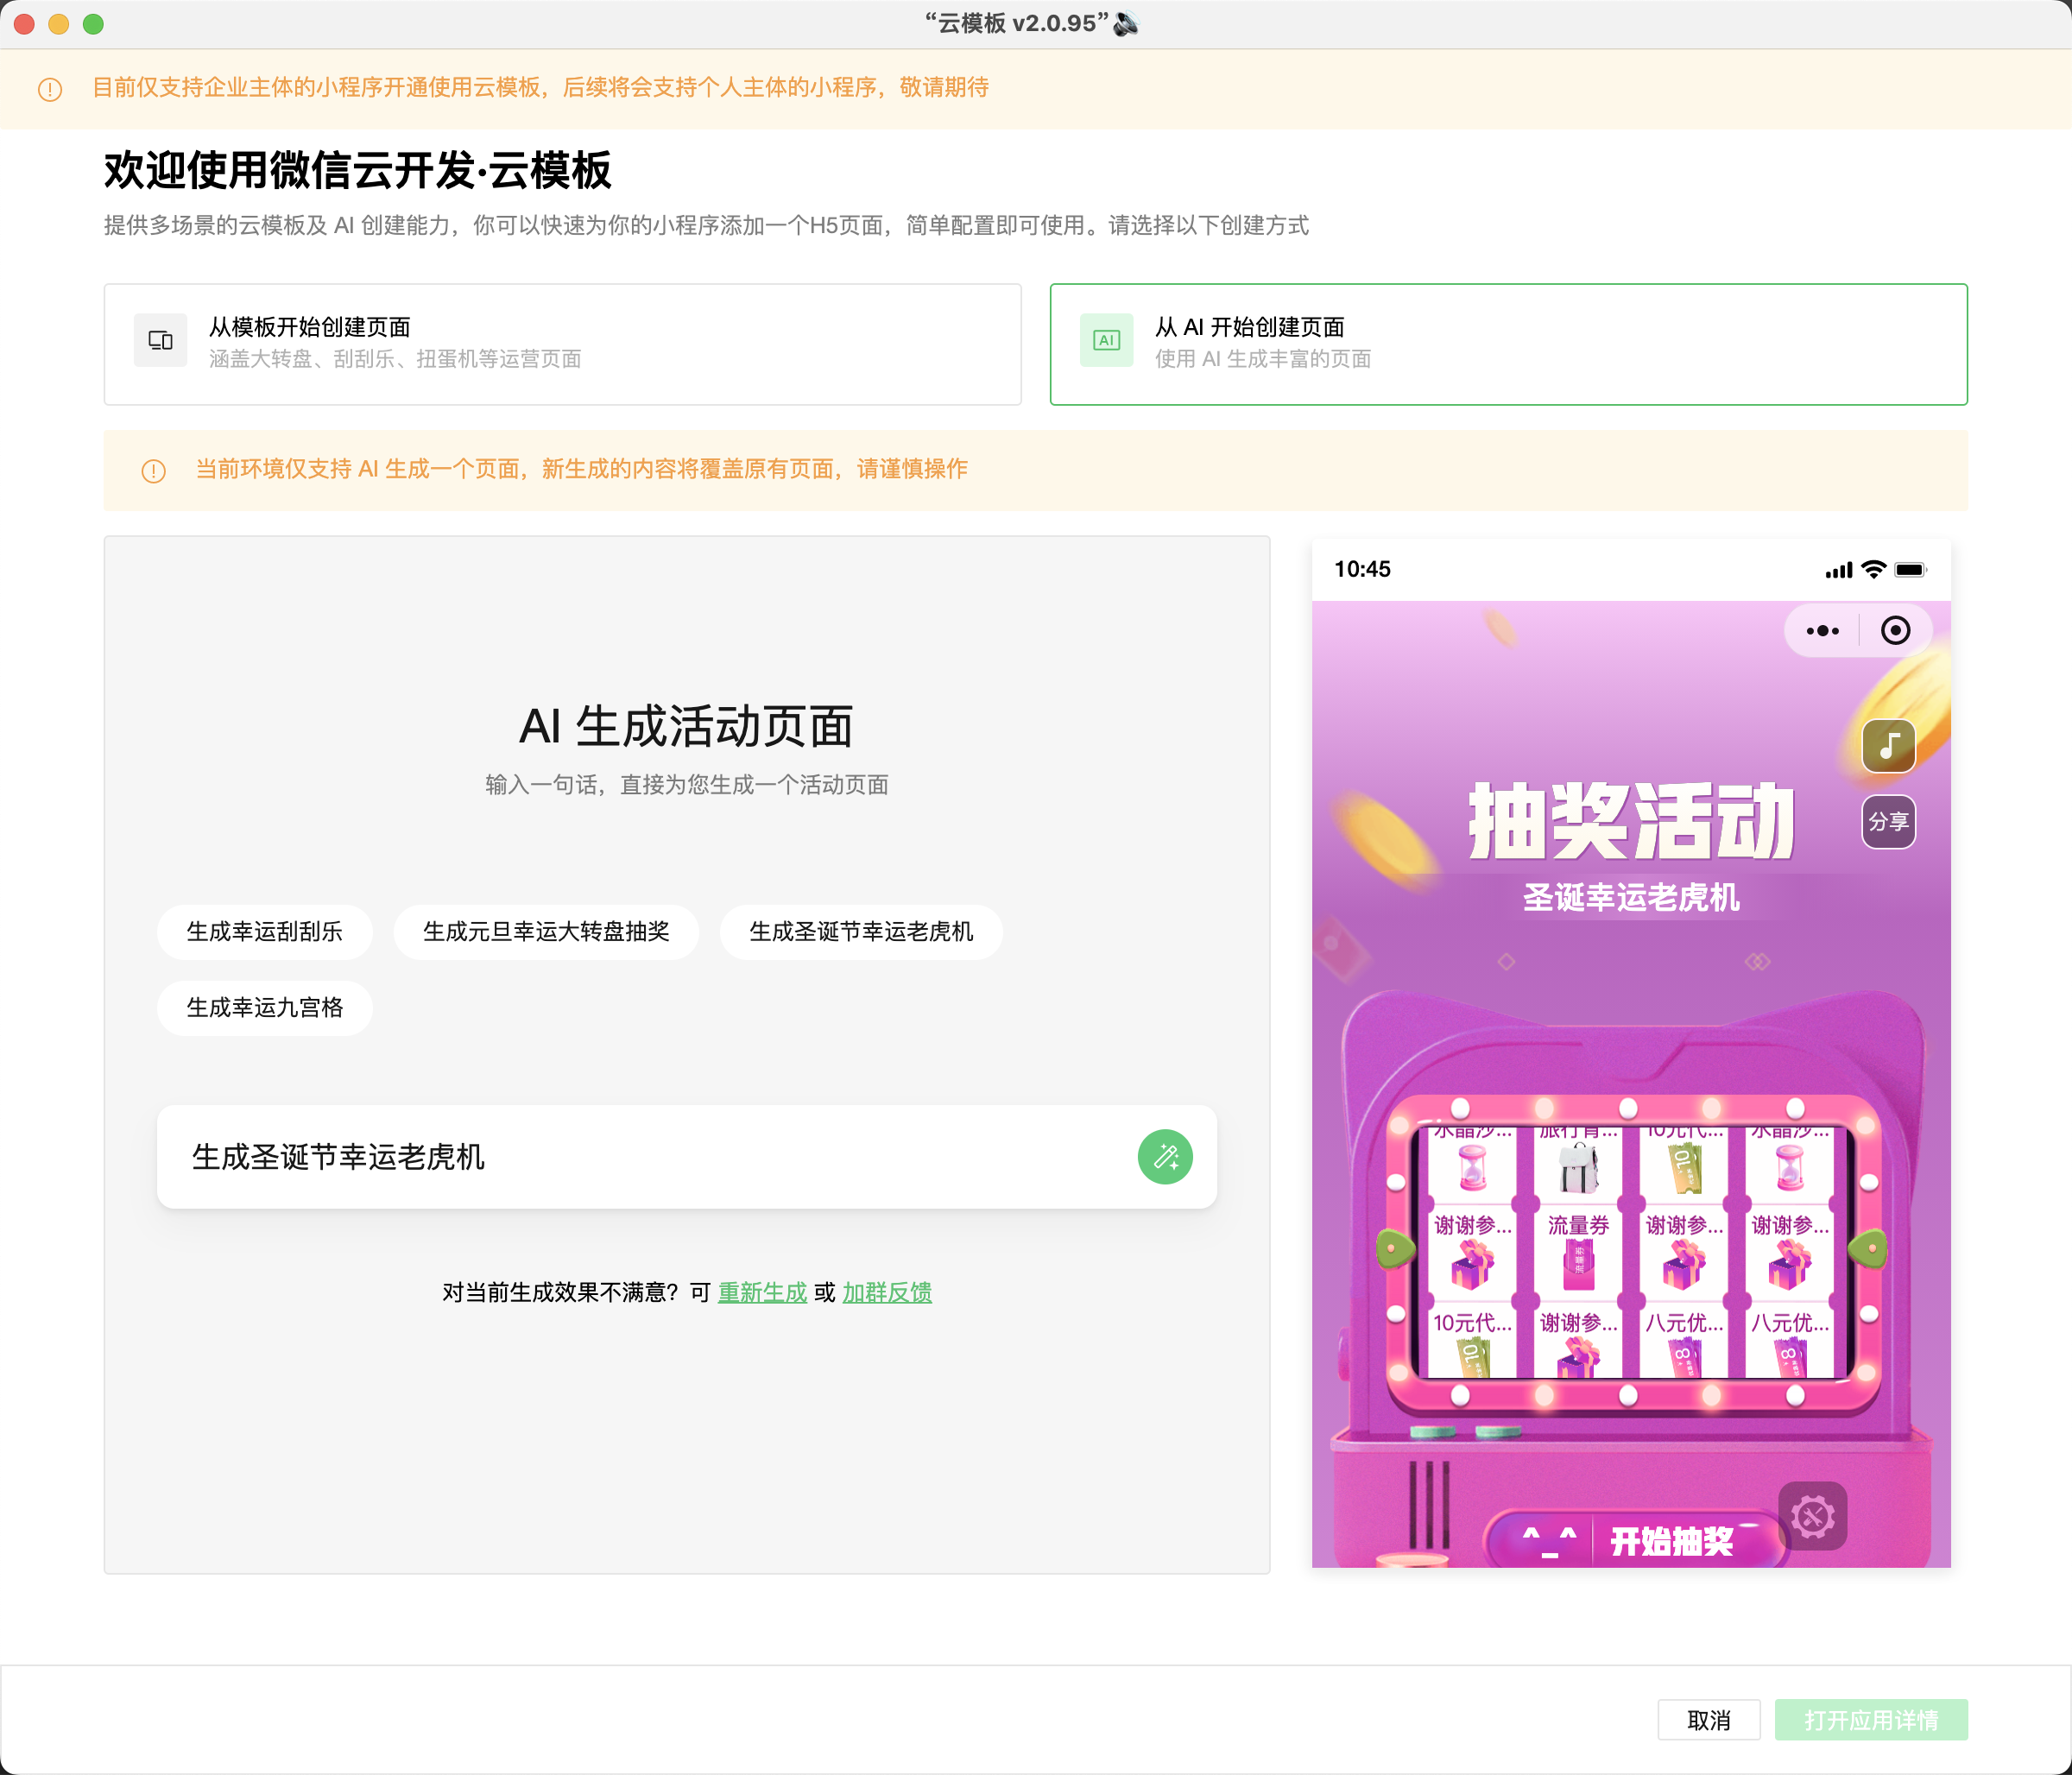 “云模板 v2.0.95”
目前仅支持企业主体的小程序开通使用云模板，后续将会支持个人主体的小程序，敬请期待
欢迎使用微信云开发·云模板
提供多场景的云模板及 AI 创建能力，你可以快速为你的小程序添加一个H5页面，简单配置即可使用。请选择以下创建方式
从模板开始创建页面
涵盖大转盘、刮刮乐、扭蛋机等运营页面
AI
从 AI 开始创建页面
使用 AI 生成丰富的页面
当前环境仅支持 AI 生成一个页面，新生成的内容将覆盖原有页面，请谨慎操作
AI 生成活动页面
输入一句话，直接为您生成一个活动页面
生成幸运刮刮乐
生成元旦幸运大转盘抽奖
生成圣诞节幸运老虎机
生成幸运九宫格
生成圣诞节幸运老虎机
对当前生成效果不满意？可 重新生成 或 加群反馈
10:45
抽奖活动
分享
圣诞幸运老虎机
水晶沙... 旅行背... 10元代... 水晶沙...
10
谢谢参... 流量券 谢谢参... 谢谢参...
流量券
10元代... 谢谢参... 八元优... 八元优...
10 8 8
^_^ 开始抽奖
取消
打开应用详情